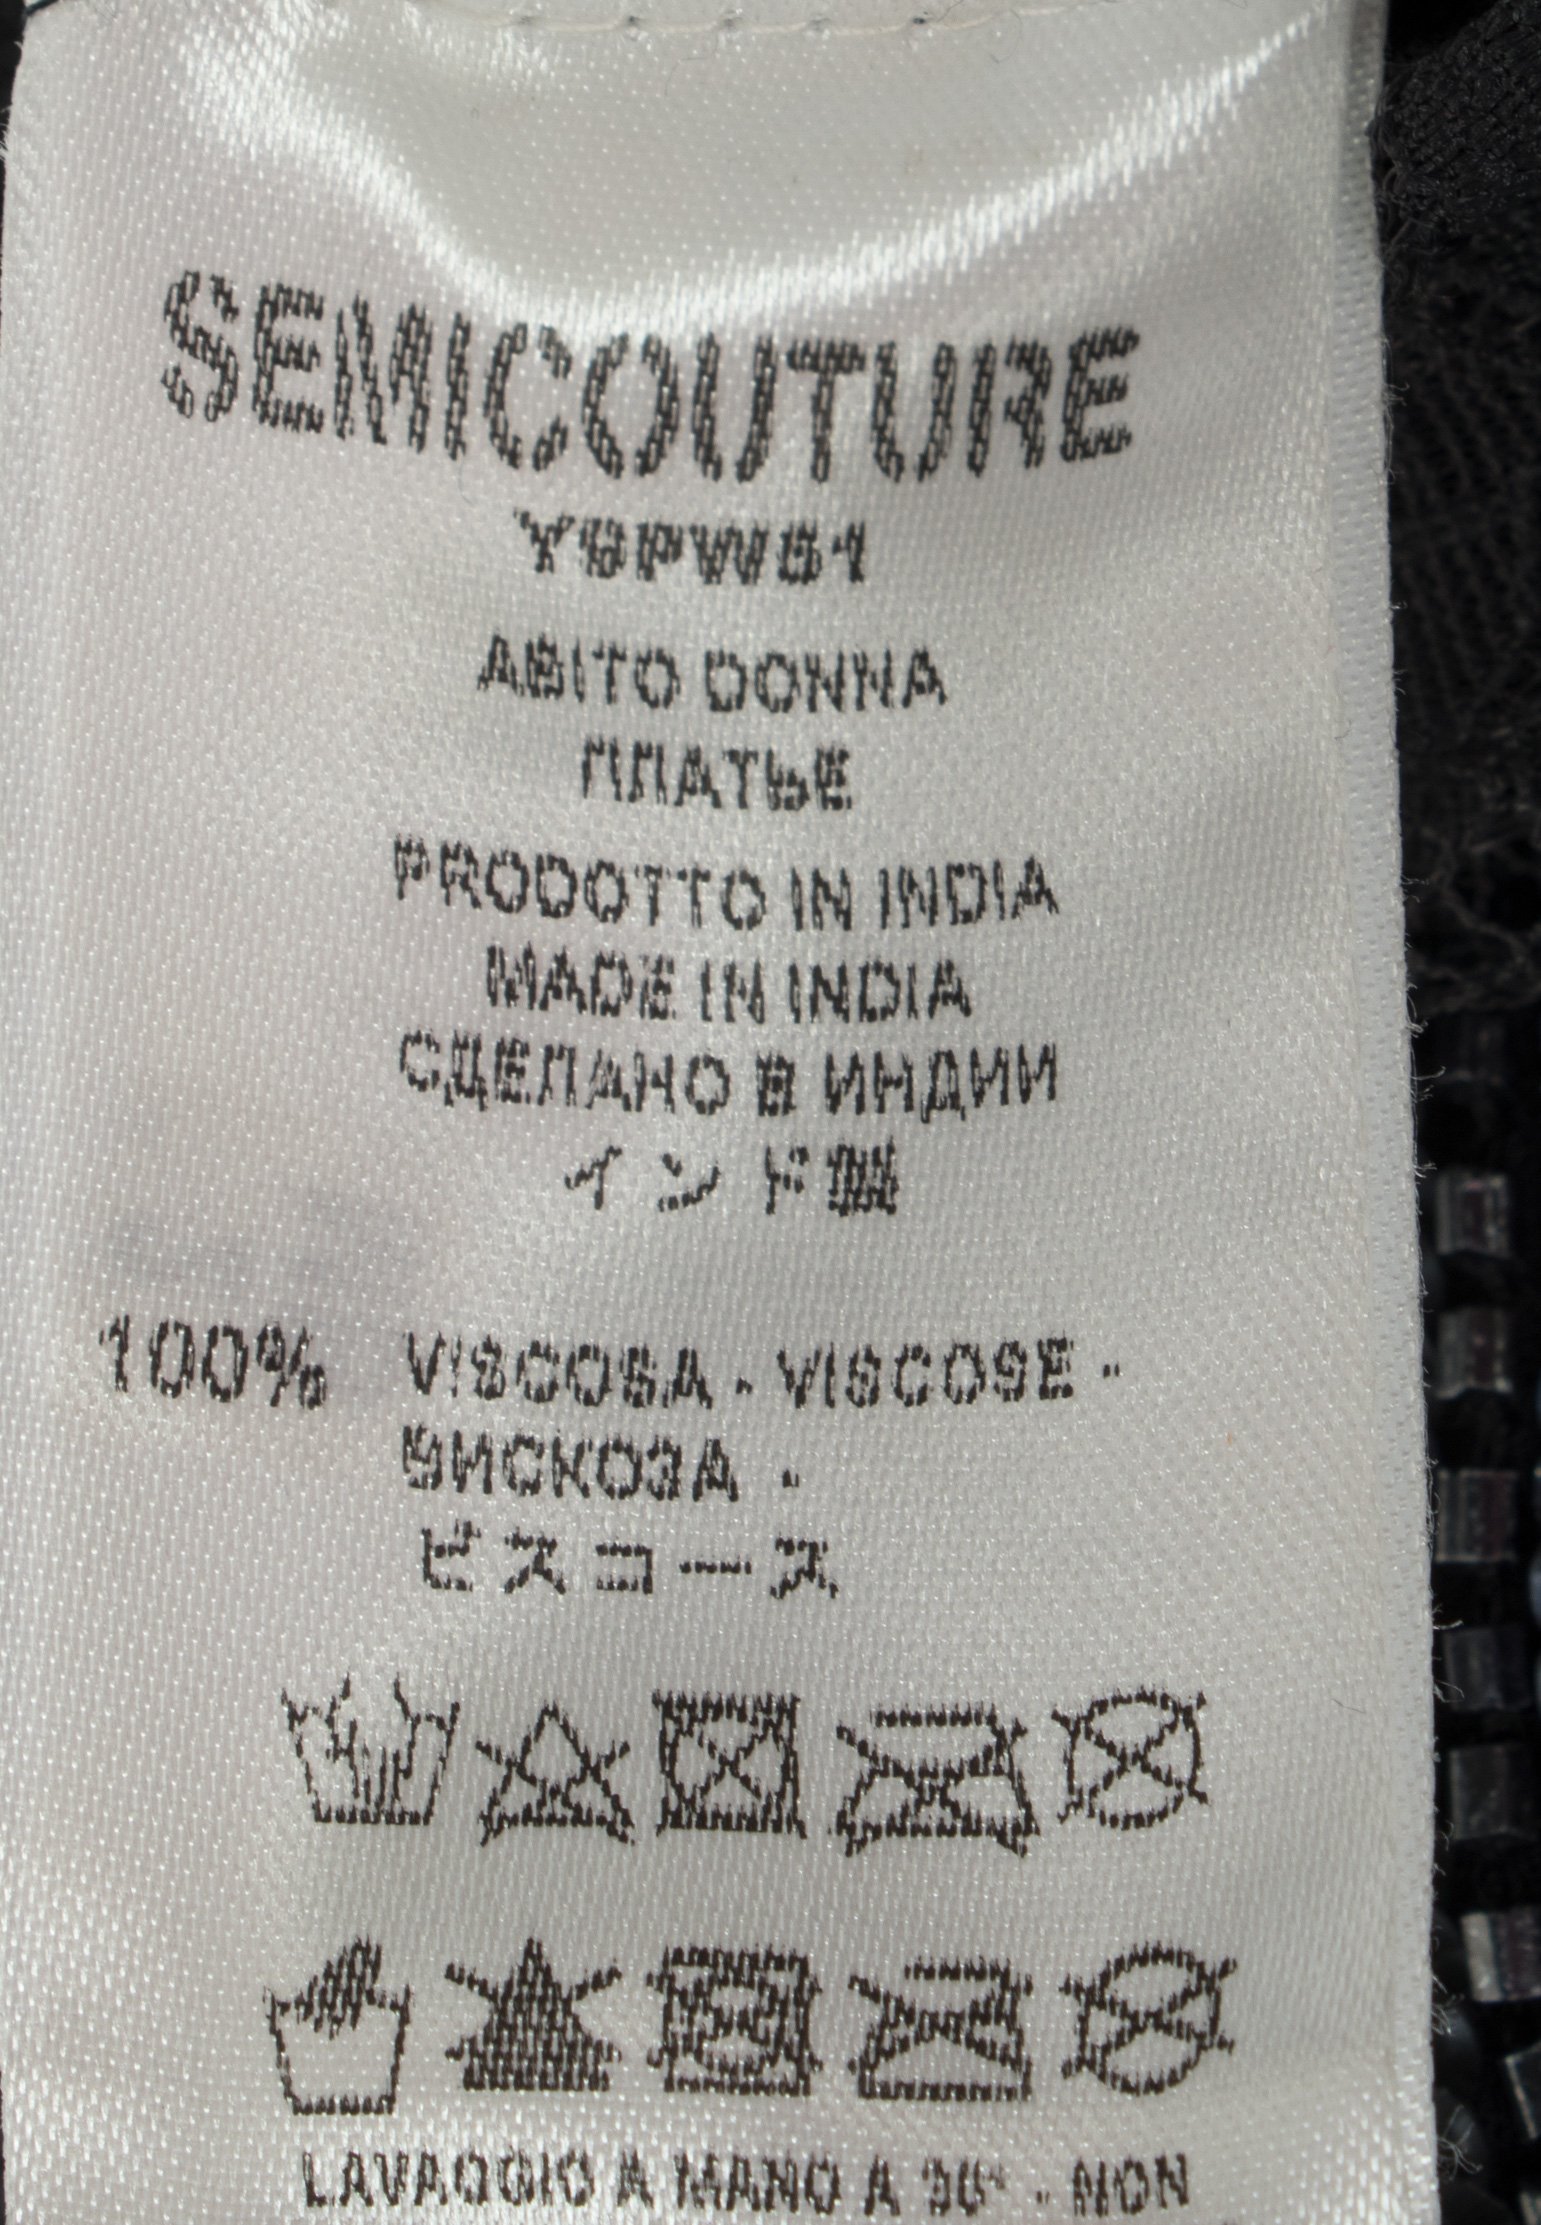 SEMICOUTURE
ABITO DONNA
ПЛАТЬЕ
PRODOTTO IN INDIA
MADE IN INDIA
СДЕЛАНО В ИНДИИ
インド製
100% VISCOSA - VISCOSE -
ВИСКОЗА -
ビスコース
LAVAGGIO A MANO A 30° - NON